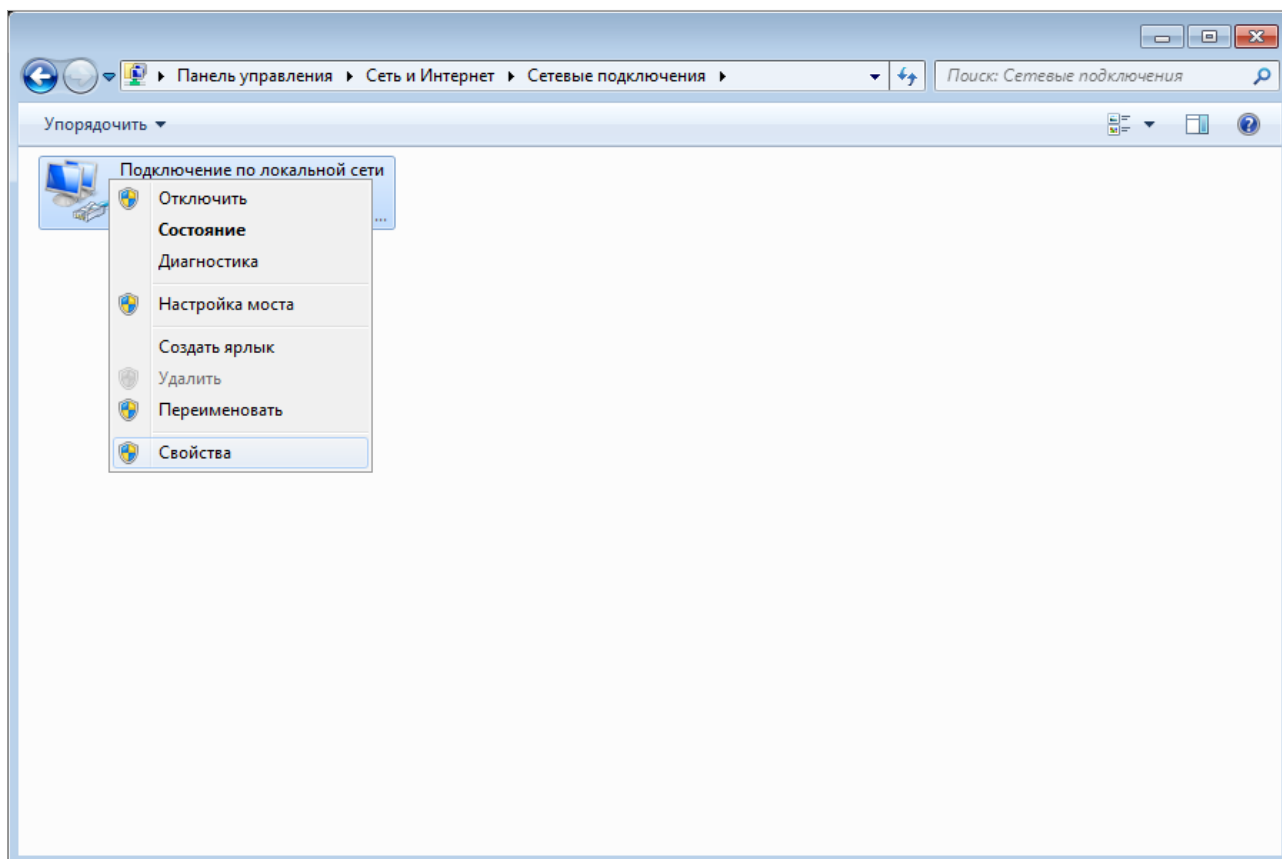 Панель управления ▸ Сеть и Интернет ▸ Сетевые подключения ▸
Поиск: Сетевые подключения
Упорядочить
Подключение по локальной сети
...
Отключить
Состояние
Диагностика
Настройка моста
Создать ярлык
Удалить
Переименовать
Свойства